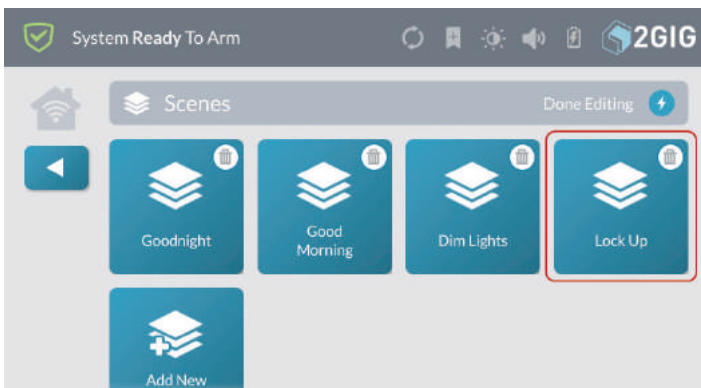 System Ready To Arm
2GIG
Scenes
Done Editing
Goodnight
Good
Morning
Dim Lights
Lock Up
Add New